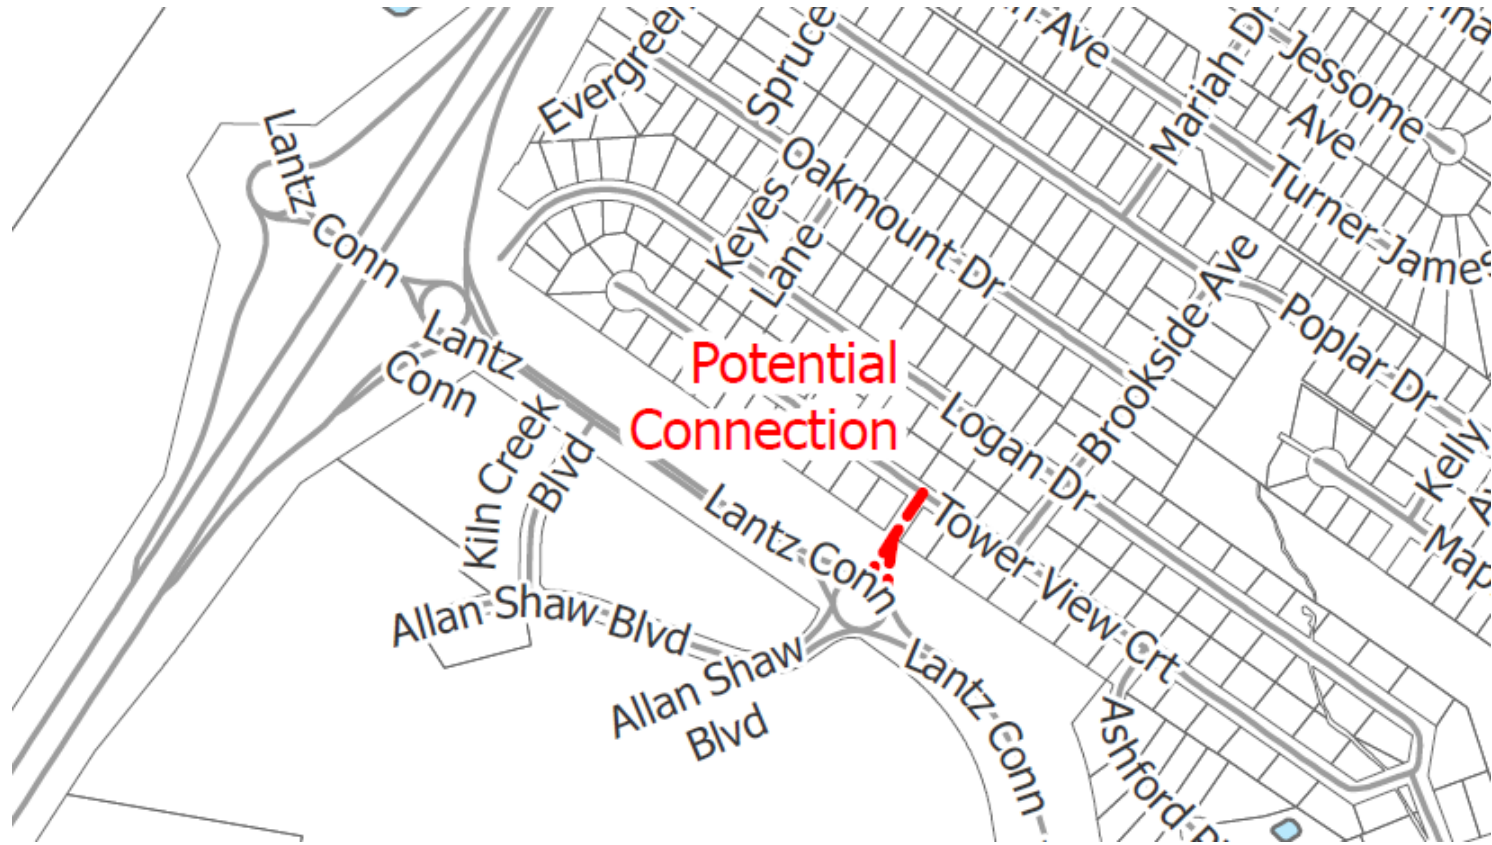 Evergreen
Spruce
n Ave
Mariah Dr
Jessome
Ave
Turner James
Lantz Conn
Oakmount Dr
Keyes
Lane
Brookside Ave
Poplar Dr
Kelly
Lantz
Conn
Potential
Connection
Logan Dr
Kiln Creek
Blvd
Lantz Conn
Tower View Crt
Allan Shaw Blvd
Allan Shaw
Blvd
Lantz Conn
Ashford